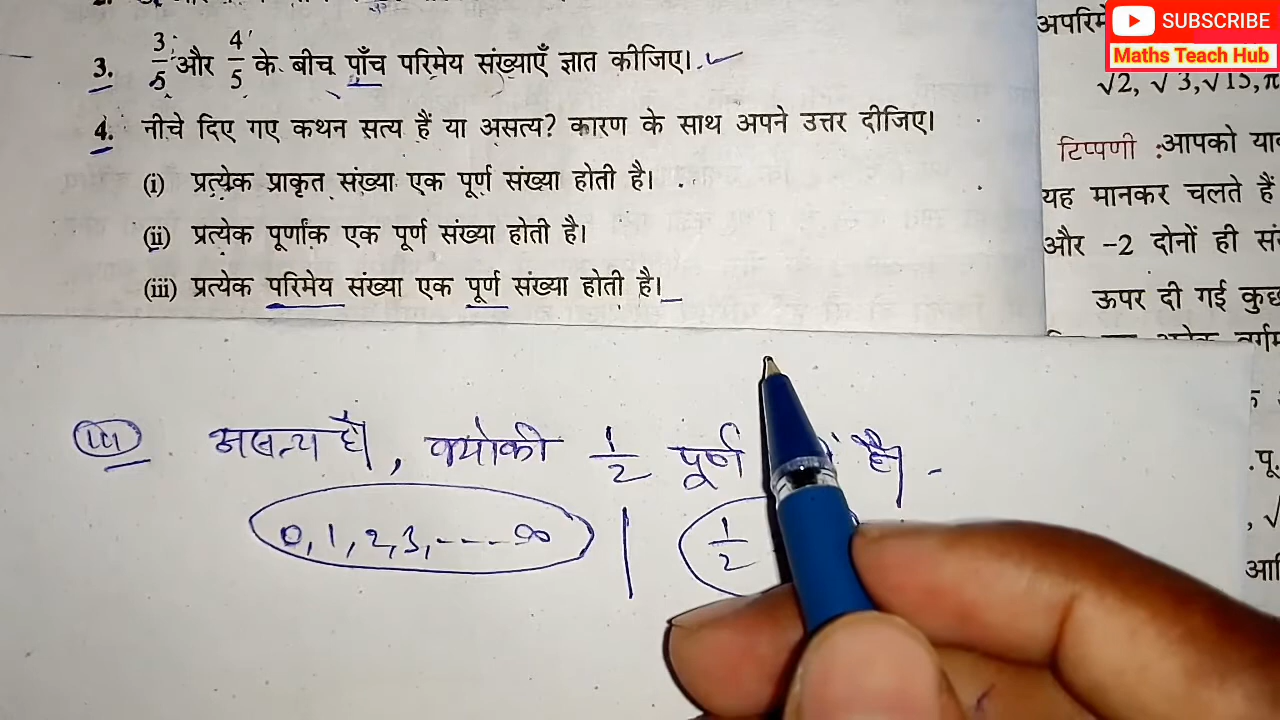 3. 3/5 और 4/5 के बीच पाँच परिमेय संख्याएँ ज्ञात कीजिए।
4. नीचे दिए गए कथन सत्य हैं या असत्य? कारण के साथ अपने उत्तर दीजिए।
(i) प्रत्येक प्राकृत संख्या एक पूर्ण संख्या होती है।
(ii) प्रत्येक पूर्णांक एक पूर्ण संख्या होती है।
(iii) प्रत्येक परिमेय संख्या एक पूर्ण संख्या होती है।
(iii) असत्य है, क्योकी 1/2 पूर्ण है।
0, 1, 2, 3, ---- ∞ | 1/2
SUBSCRIBE
Maths Teach Hub
√2, √3, √15, π
टिप्पणी : आपको
यह मानकर चलते हैं
और -2 दोनों ही
ऊपर दी गई कुछ